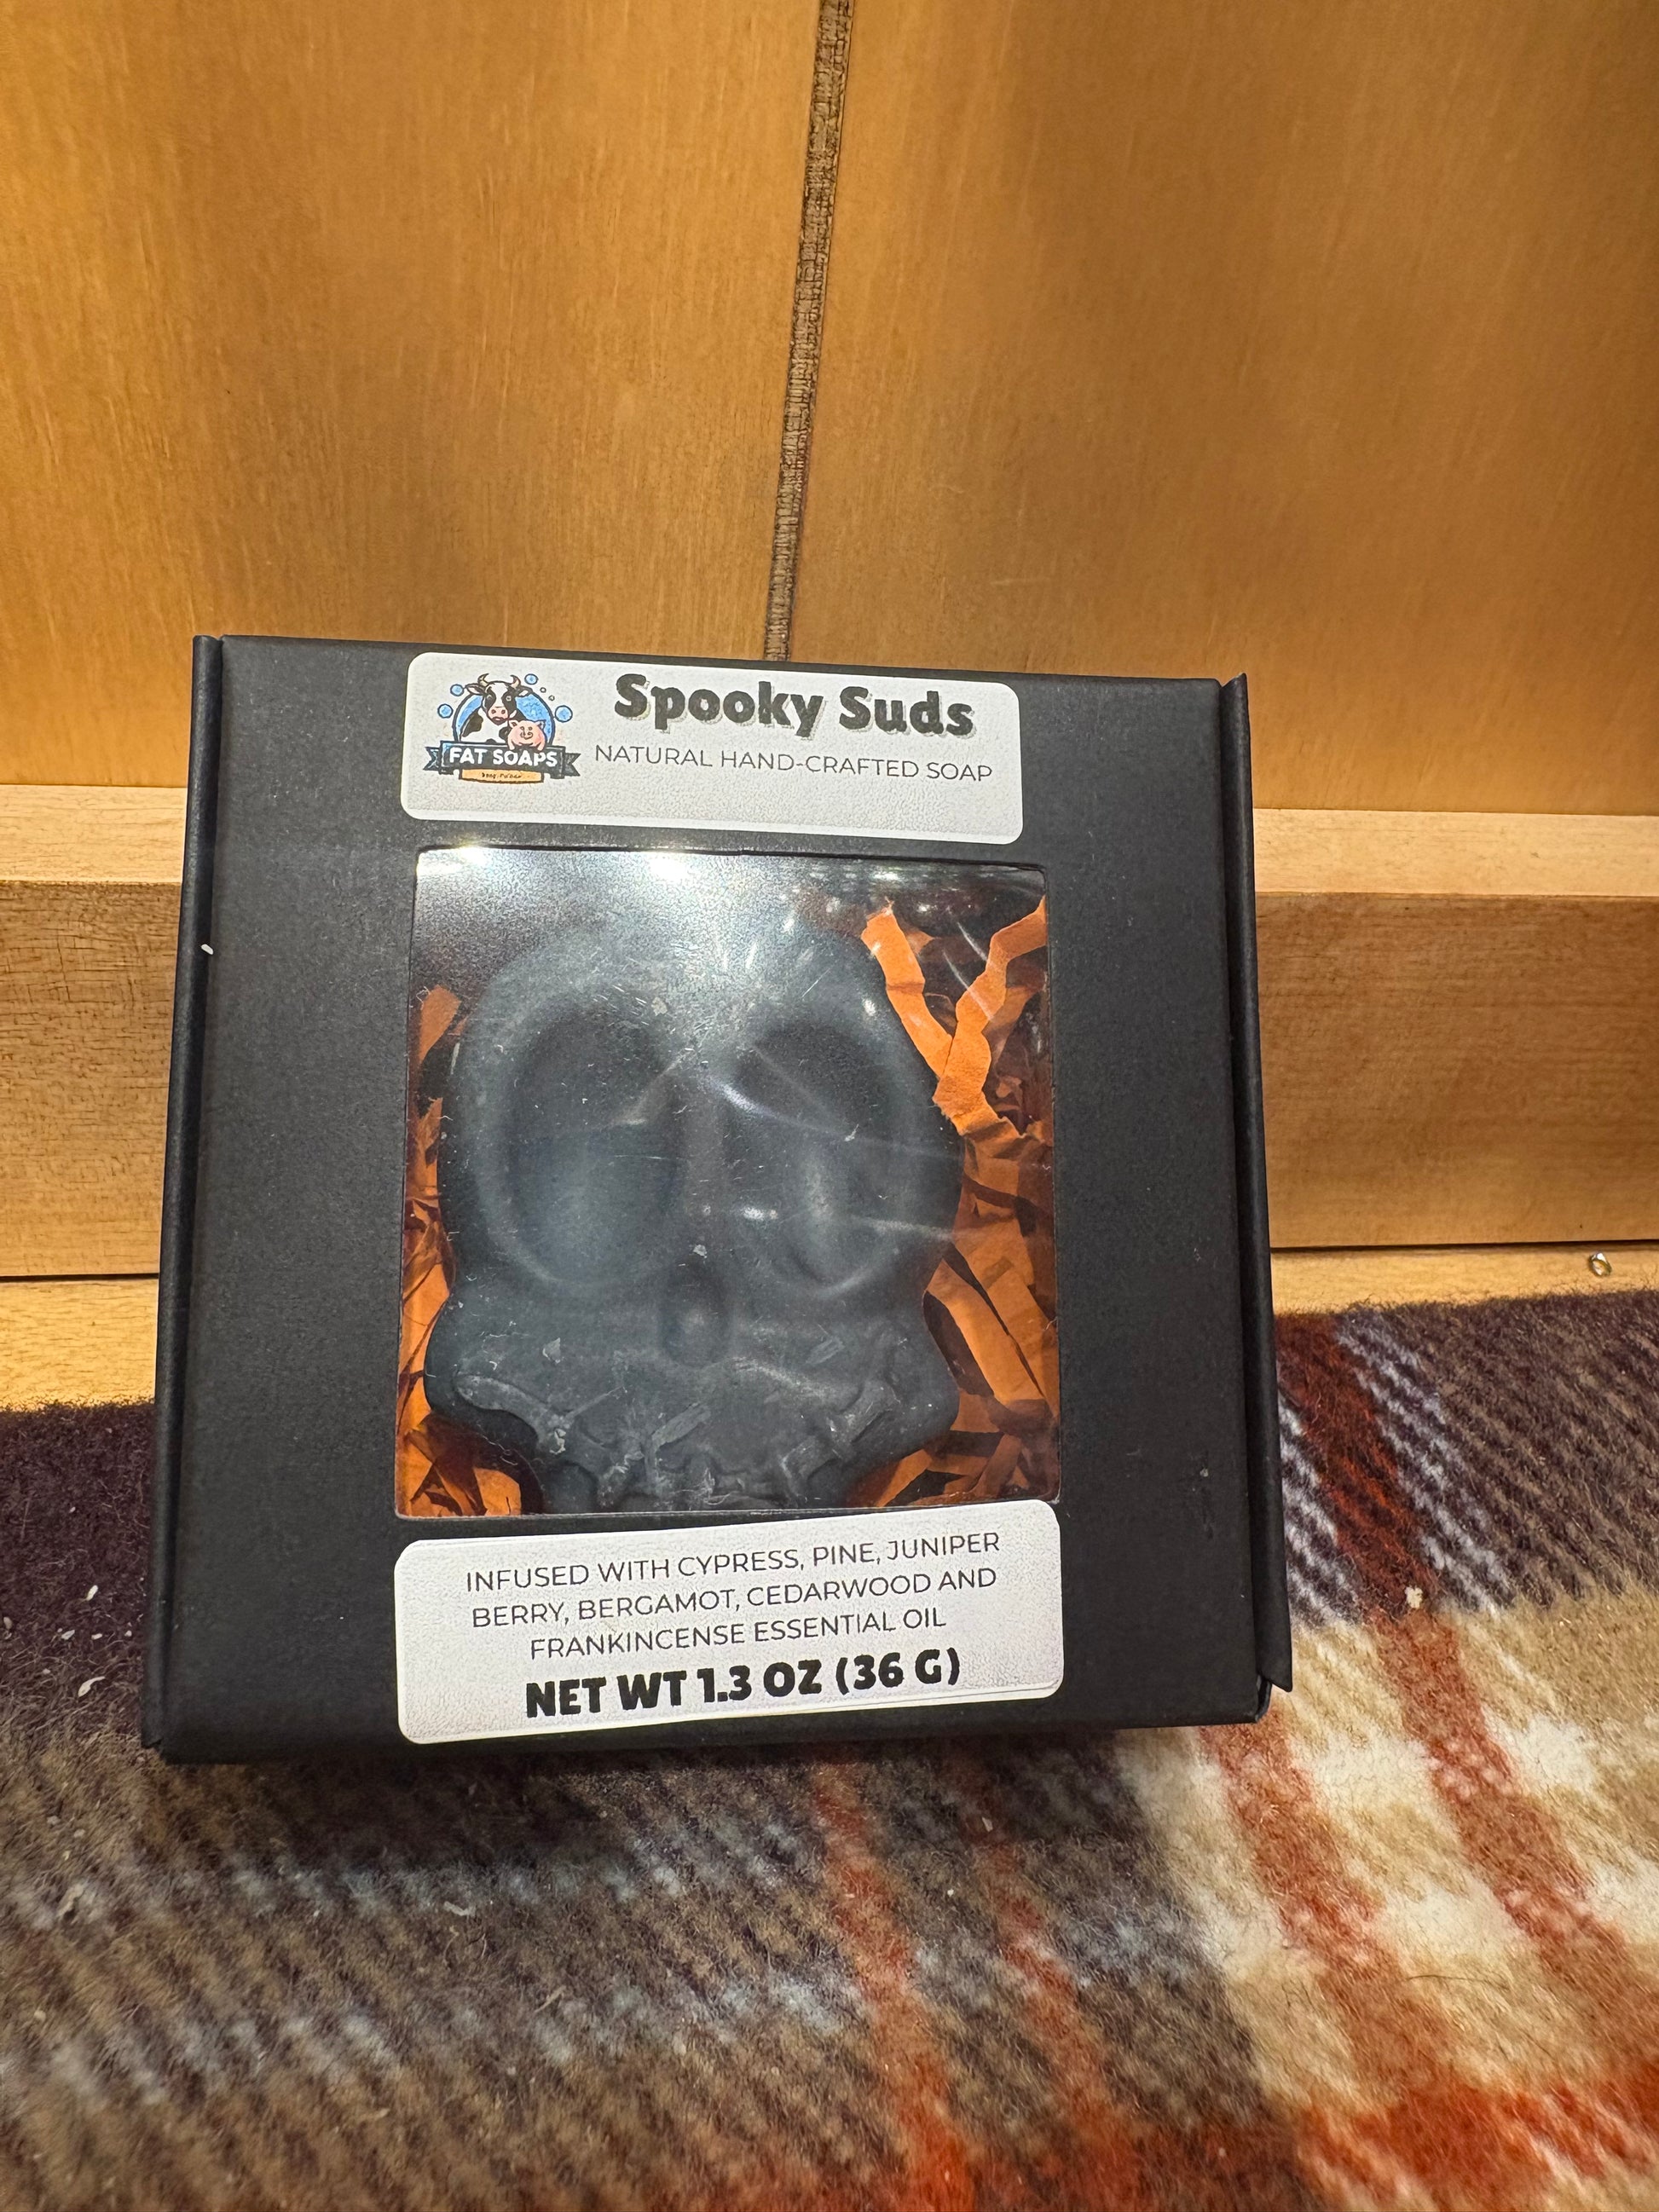 Spooky Suds
FAT SOAPS
NATURAL HAND-CRAFTED SOAP
INFUSED WITH CYPRESS, PINE, JUNIPER
BERRY, BERGAMOT, CEDARWOOD AND
FRANKINCENSE ESSENTIAL OIL
NET WT 1.3 OZ (36 G)